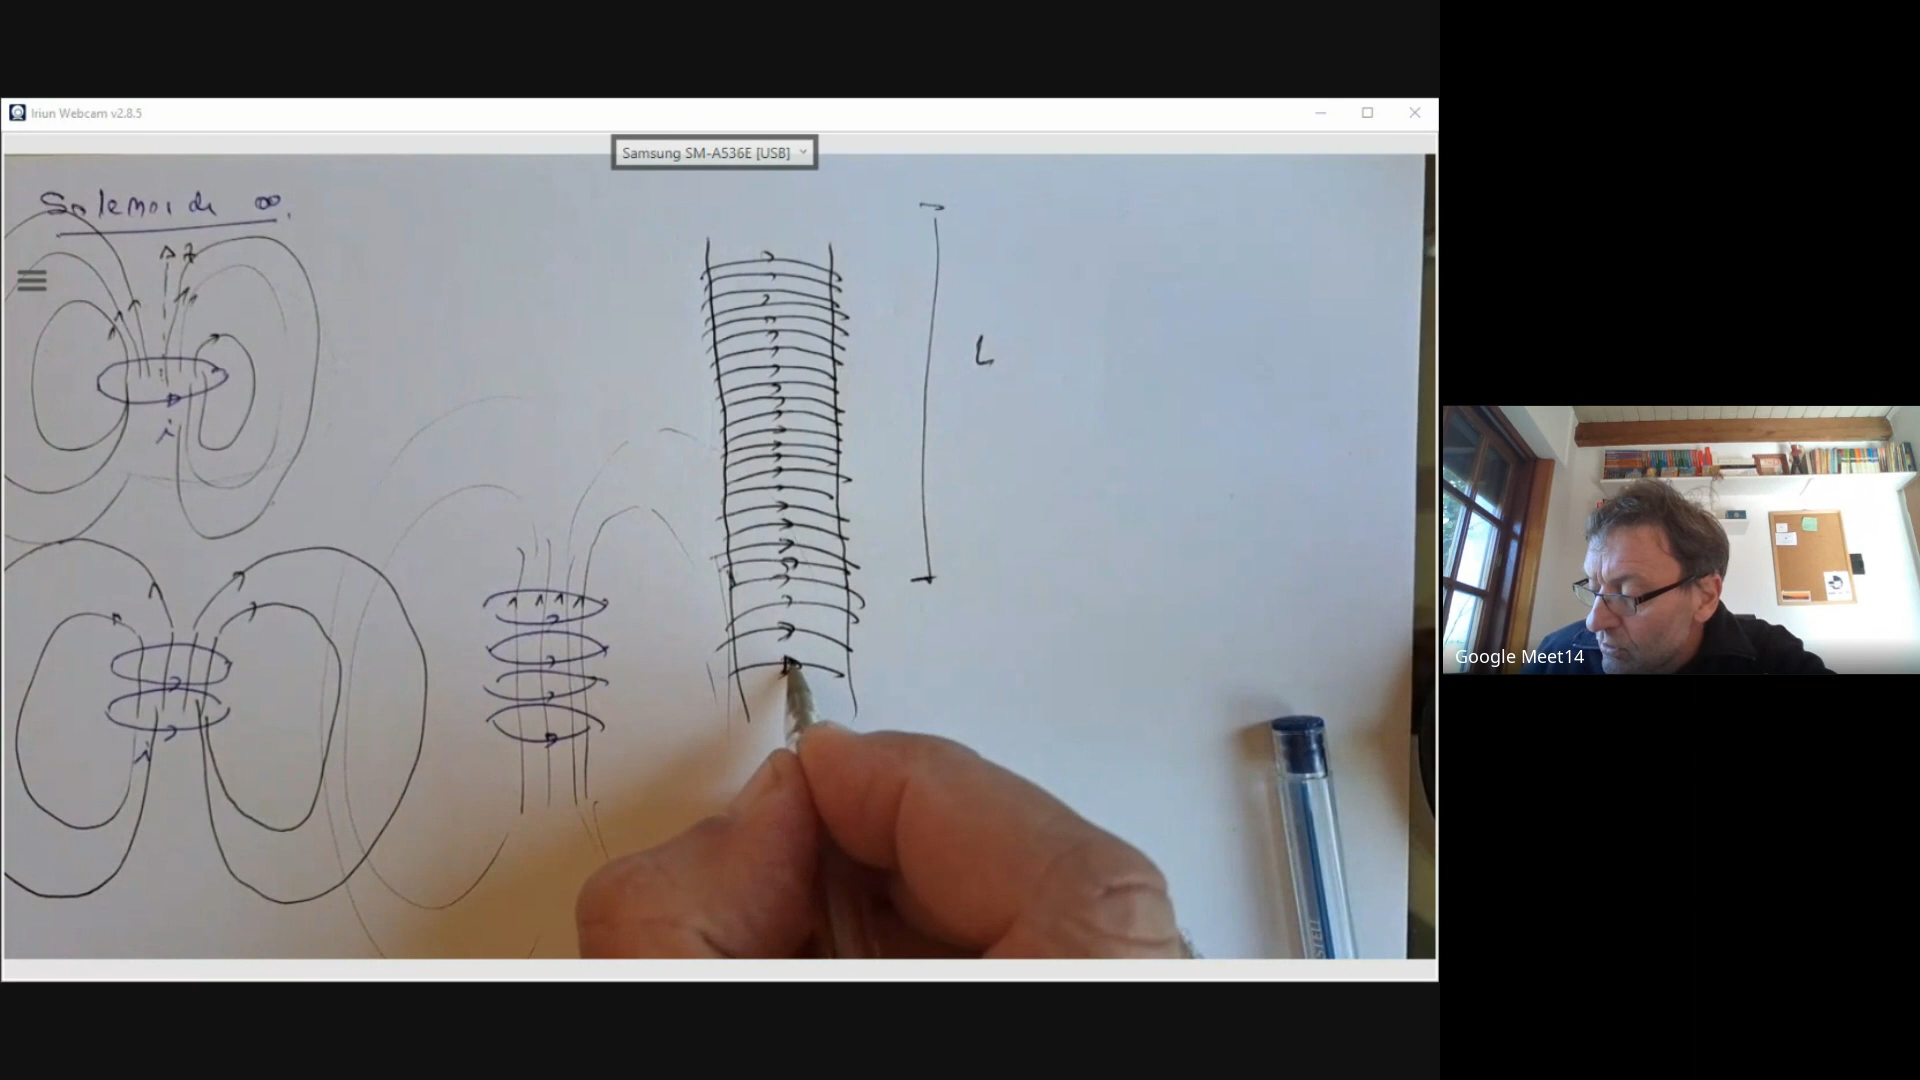 Iriun Webcam v2.8.5
Samsung SM-A536E [USB]
Solenoide ∞.
z
i
L
i
Google Meet14